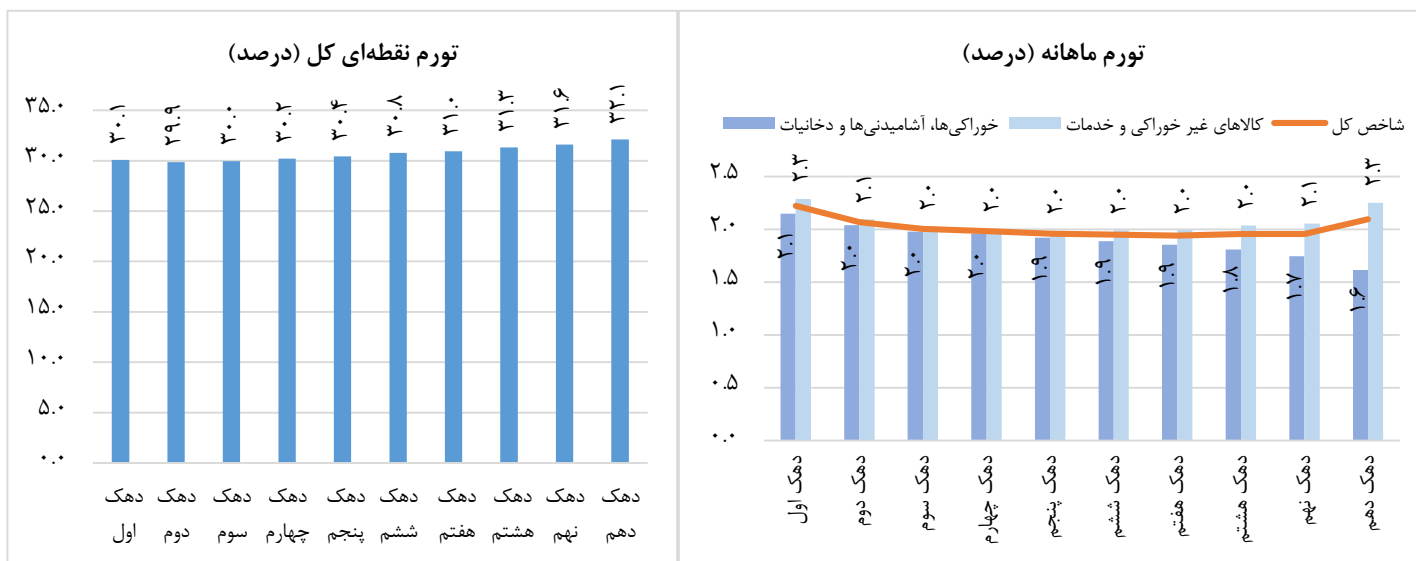 تورم ماهانه (درصد)
خوراکی‌ها، آشامیدنی‌ها و دخانیات
کالاهای غیر خوراکی و خدمات
شاخص کل
۲.۵
۲.۰
۱.۵
۱.۰
۰.۵
۰.۰
۲.۳
۲.۱
۲.۰
۲.۰
۲.۰
۲.۰
۲.۰
۲.۰
۲.۱
۲.۳
۲.۱
۲.۰
۲.۰
۲.۰
۱.۹
۱.۹
۱.۹
۱.۸
۱.۷
۱.۶
دهک اول
دهک دوم
دهک سوم
دهک چهارم
دهک پنجم
دهک ششم
دهک هفتم
دهک هشتم
دهک نهم
دهک دهم
تورم نقطه‌ای کل (درصد)
۳۵.۰
۳۰.۰
۲۵.۰
۲۰.۰
۱۵.۰
۱۰.۰
۵.۰
۰.۰
۳۰.۱
۲۹.۹
۳۰.۰
۳۰.۲
۳۰.۴
۳۰.۸
۳۱.۰
۳۱.۳
۳۱.۶
۳۲.۱
دهک
اول
دهک
دوم
دهک
سوم
دهک
چهارم
دهک
پنجم
دهک
ششم
دهک
هفتم
دهک
هشتم
دهک
نهم
دهک
دهم